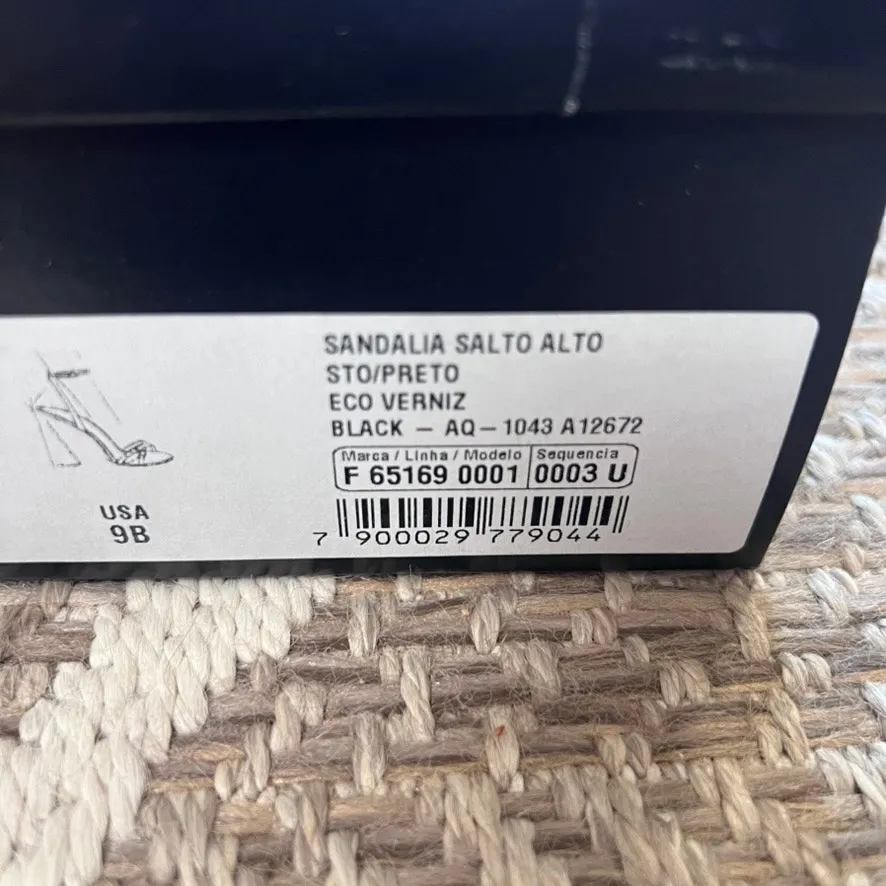 SANDALIA SALTO ALTO
STO/PRETO
ECO VERNIZ
BLACK - AQ-1043 A12672
Marca / Linha / Modelo Sequencia
F 65169 0001 0003 U
USA
9B
7 900029 779044